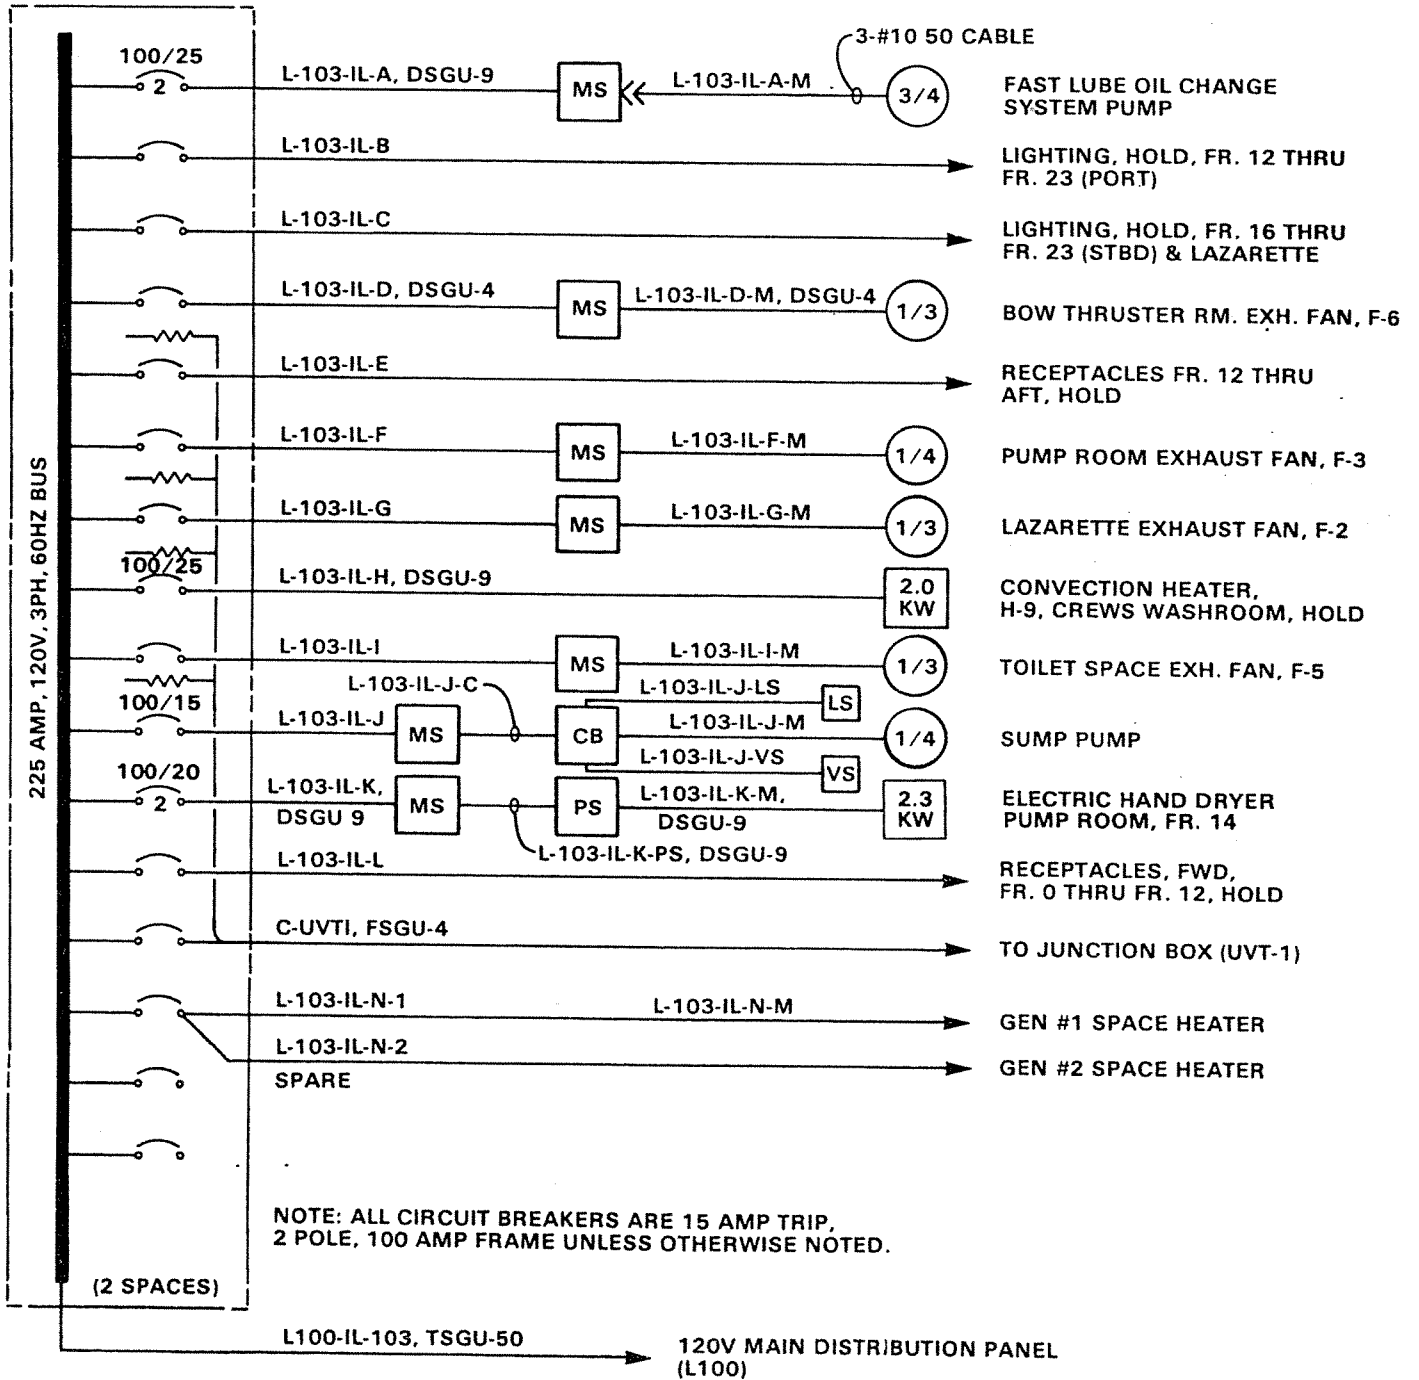 3-#10 50 CABLE
100/25
2
L-103-IL-A, DSGU-9
MS
L-103-IL-A-M
3/4
FAST LUBE OIL CHANGE
SYSTEM PUMP
L-103-IL-B
LIGHTING, HOLD, FR. 12 THRU
FR. 23 (PORT)
L-103-IL-C
LIGHTING, HOLD, FR. 16 THRU
FR. 23 (STBD) & LAZARETTE
L-103-IL-D, DSGU-4
MS
L-103-IL-D-M, DSGU-4
1/3
BOW THRUSTER RM. EXH. FAN, F-6
L-103-IL-E
RECEPTACLES FR. 12 THRU
AFT, HOLD
L-103-IL-F
MS
L-103-IL-F-M
1/4
PUMP ROOM EXHAUST FAN, F-3
L-103-IL-G
MS
L-103-IL-G-M
1/3
LAZARETTE EXHAUST FAN, F-2
100/25
L-103-IL-H, DSGU-9
2.0
KW
CONVECTION HEATER,
H-9, CREWS WASHROOM, HOLD
L-103-IL-I
MS
L-103-IL-I-M
1/3
TOILET SPACE EXH. FAN, F-5
L-103-IL-J-C
L-103-IL-J-LS
LS
100/15
L-103-IL-J
MS
CB
L-103-IL-J-M
1/4
SUMP PUMP
L-103-IL-J-VS
VS
100/20
2
L-103-IL-K,
DSGU 9
MS
PS
L-103-IL-K-M,
DSGU-9
2.3
KW
ELECTRIC HAND DRYER
PUMP ROOM, FR. 14
L-103-IL-K-PS, DSGU-9
L-103-IL-L
RECEPTACLES, FWD,
FR. 0 THRU FR. 12, HOLD
C-UVTI, FSGU-4
TO JUNCTION BOX (UVT-1)
L-103-IL-N-1
L-103-IL-N-M
GEN #1 SPACE HEATER
L-103-IL-N-2
GEN #2 SPACE HEATER
SPARE
225 AMP, 120V, 3PH, 60HZ BUS
NOTE: ALL CIRCUIT BREAKERS ARE 15 AMP TRIP,
2 POLE, 100 AMP FRAME UNLESS OTHERWISE NOTED.
(2 SPACES)
L100-IL-103, TSGU-50
120V MAIN DISTRIBUTION PANEL
(L100)